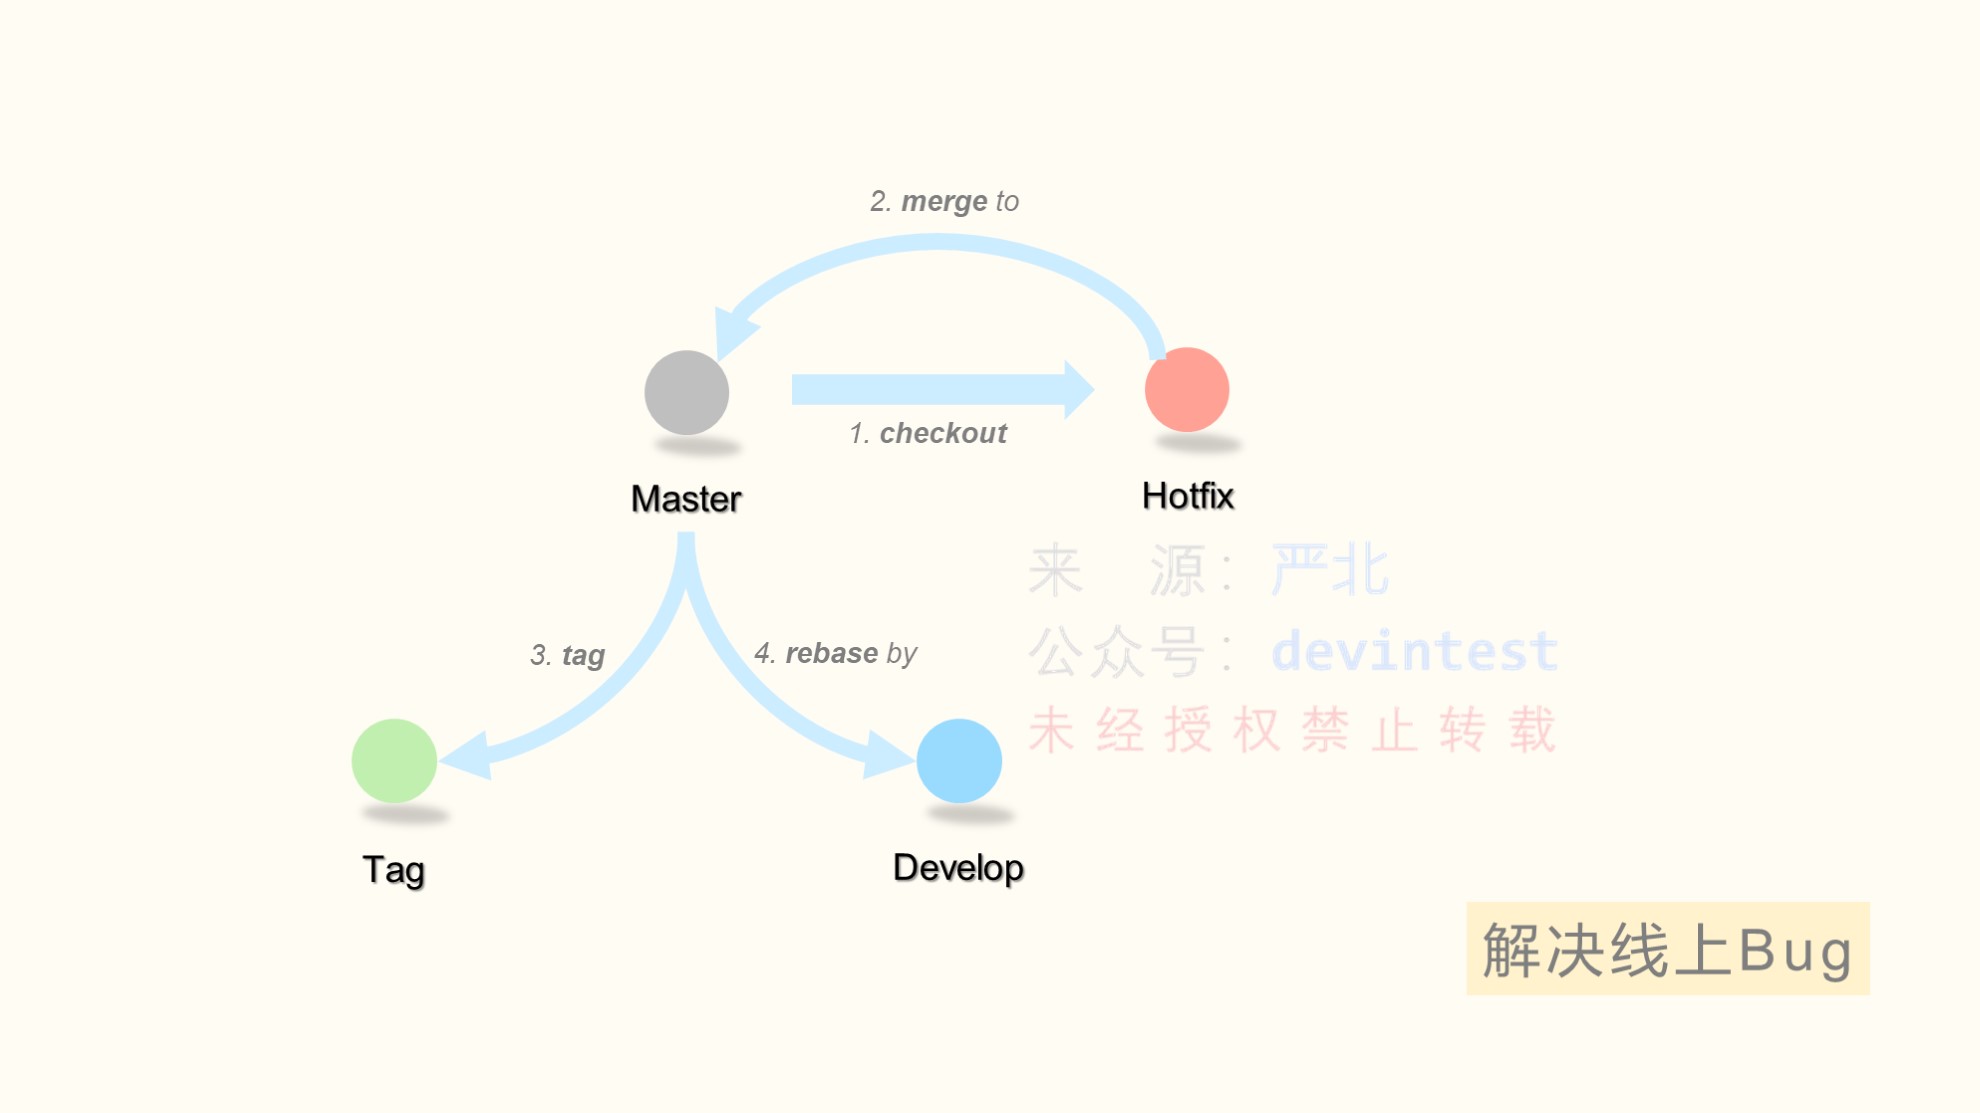 2. merge to
1. checkout
Master
Hotfix
来 源：严北
公众号：devintest
未经授权禁止转载
3. tag
4. rebase by
Tag
Develop
解决线上Bug